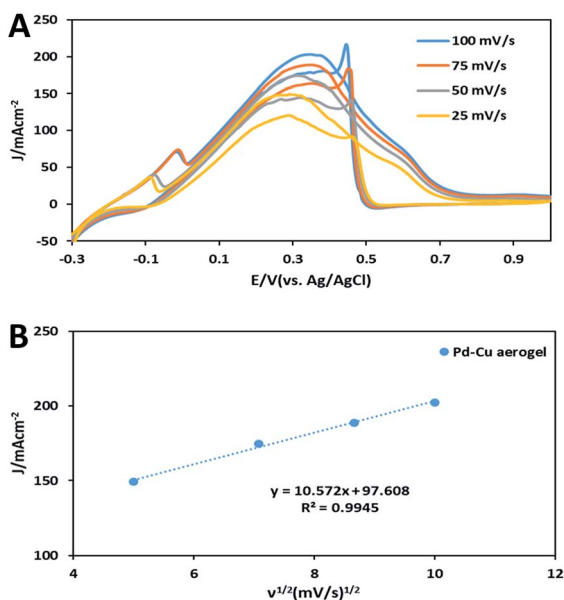 A
250
200
150
100
50
0
-50
J/mAcm⁻²
100 mV/s
75 mV/s
50 mV/s
25 mV/s
-0.3 -0.1 0.1 0.3 0.5 0.7 0.9
E/V(vs. Ag/AgCl)
B
250
200
150
100
J/mAcm⁻²
Pd-Cu aerogel
y = 10.572x+97.608
R² = 0.9945
4 6 8 10 12
v¹/²(mV/s)¹/²